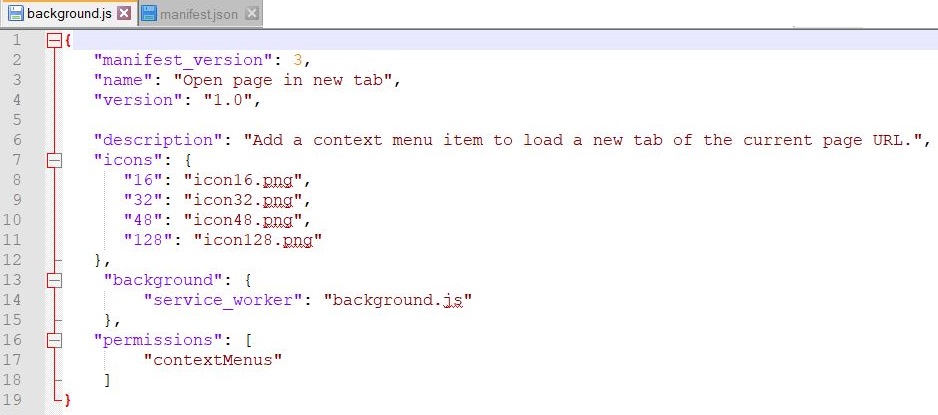 background.js manifest.json
1 {
2 "manifest_version": 3,
3 "name": "Open page in new tab",
4 "version": "1.0",
5
6 "description": "Add a context menu item to load a new tab of the current page URL.",
7 "icons": {
8 "16": "icon16.png",
9 "32": "icon32.png",
10 "48": "icon48.png",
11 "128": "icon128.png"
12 },
13 "background": {
14 "service_worker": "background.js"
15 },
16 "permissions": [
17 "contextMenus"
18 ]
19 }